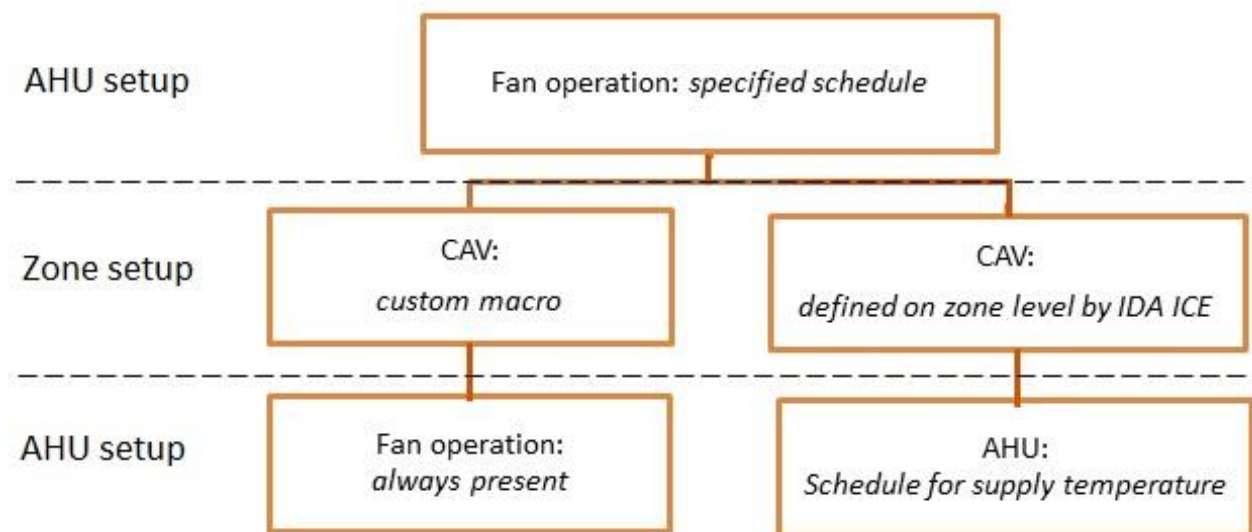 AHU setup
Fan operation: specified schedule
Zone setup
CAV:
custom macro
CAV:
defined on zone level by IDA ICE
AHU setup
Fan operation:
always present
AHU:
Schedule for supply temperature